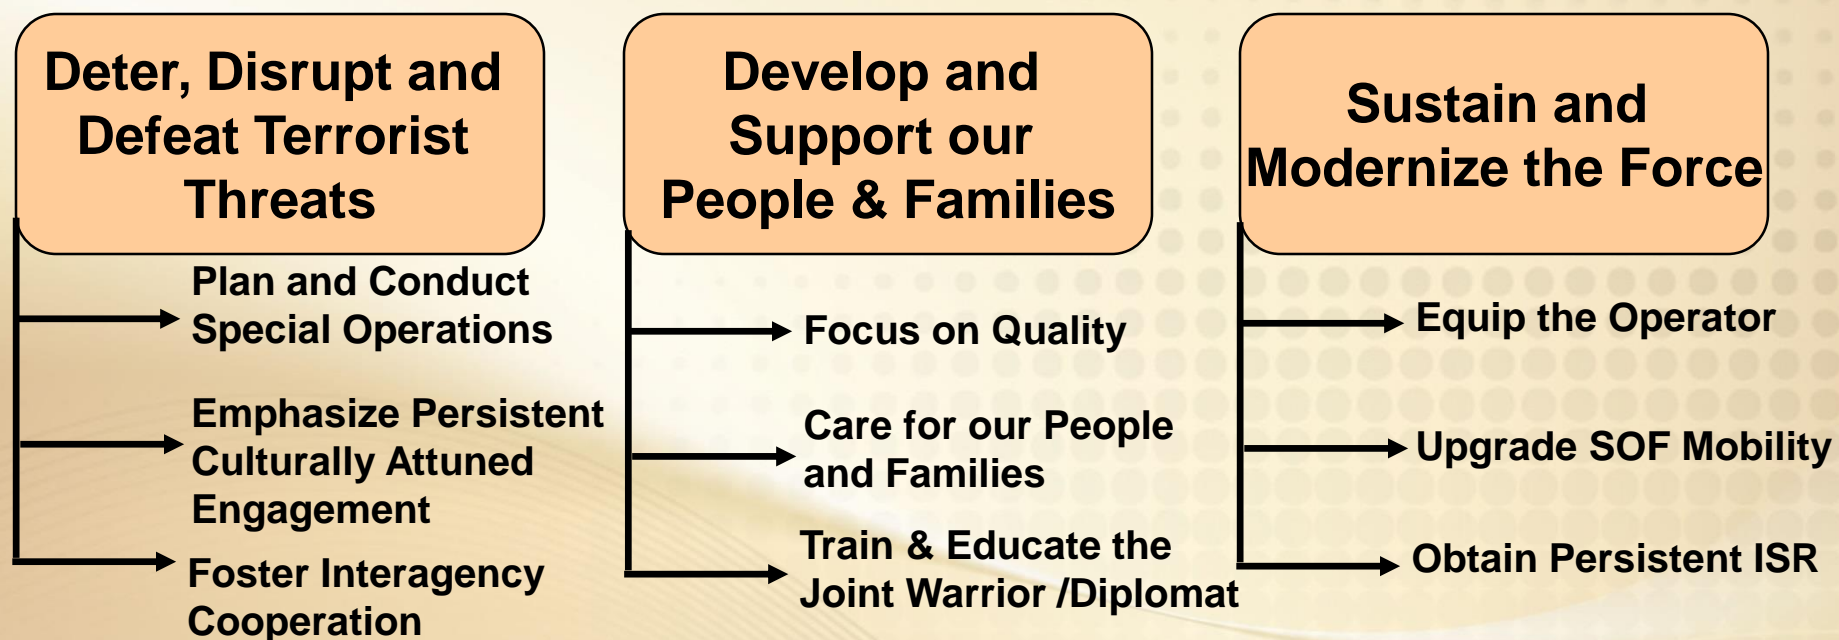 Deter, Disrupt and
Defeat Terrorist
Threats
Plan and Conduct
Special Operations
Emphasize Persistent
Culturally Attuned
Engagement
Foster Interagency
Cooperation
Develop and
Support our
People & Families
Focus on Quality
Care for our People
and Families
Train & Educate the
Joint Warrior /Diplomat
Sustain and
Modernize the Force
Equip the Operator
Upgrade SOF Mobility
Obtain Persistent ISR